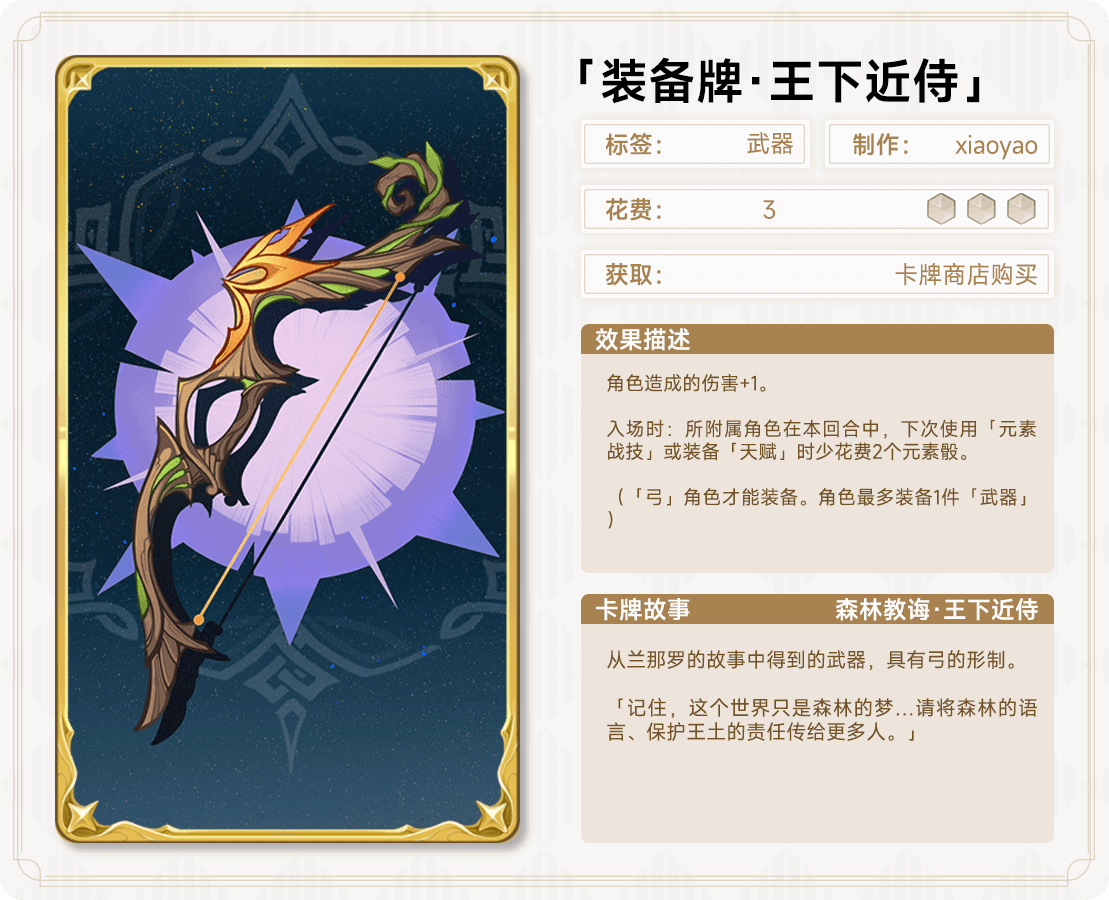 「装备牌·王下近侍」
标签： 武器
制作： xiaoyao
花费： 3
获取： 卡牌商店购买
效果描述
角色造成的伤害+1。
入场时：所附属角色在本回合中，下次使用「元素
战技」或装备「天赋」时少花费2个元素骰。
（「弓」角色才能装备。角色最多装备1件「武器」
）
卡牌故事 森林教诲·王下近侍
从兰那罗的故事中得到的武器，具有弓的形制。
「记住，这个世界只是森林的梦...请将森林的语
言、保护王土的责任传给更多人。」